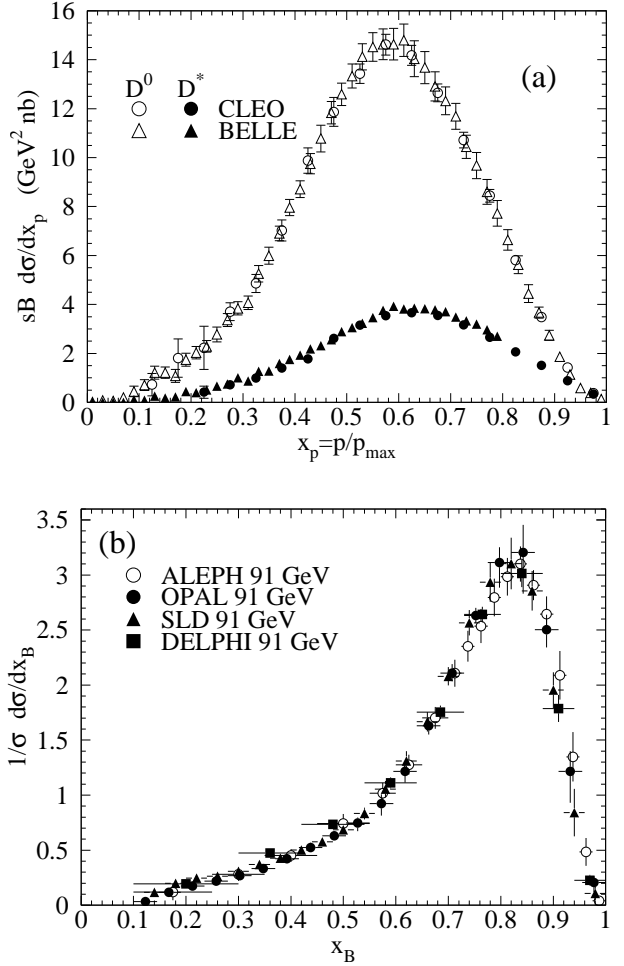 16
14
12
10
8
6
4
2
0
sB dσ/dx_p (GeV² nb)
(a)
D⁰ D*
CLEO
BELLE
0 0.1 0.2 0.3 0.4 0.5 0.6 0.7 0.8 0.9 1
x_p=p/p_max
3.5
3
2.5
2
1.5
1
0.5
0
1/σ dσ/dx_B
(b)
ALEPH 91 GeV
OPAL 91 GeV
SLD 91 GeV
DELPHI 91 GeV
0 0.1 0.2 0.3 0.4 0.5 0.6 0.7 0.8 0.9 1
x_B